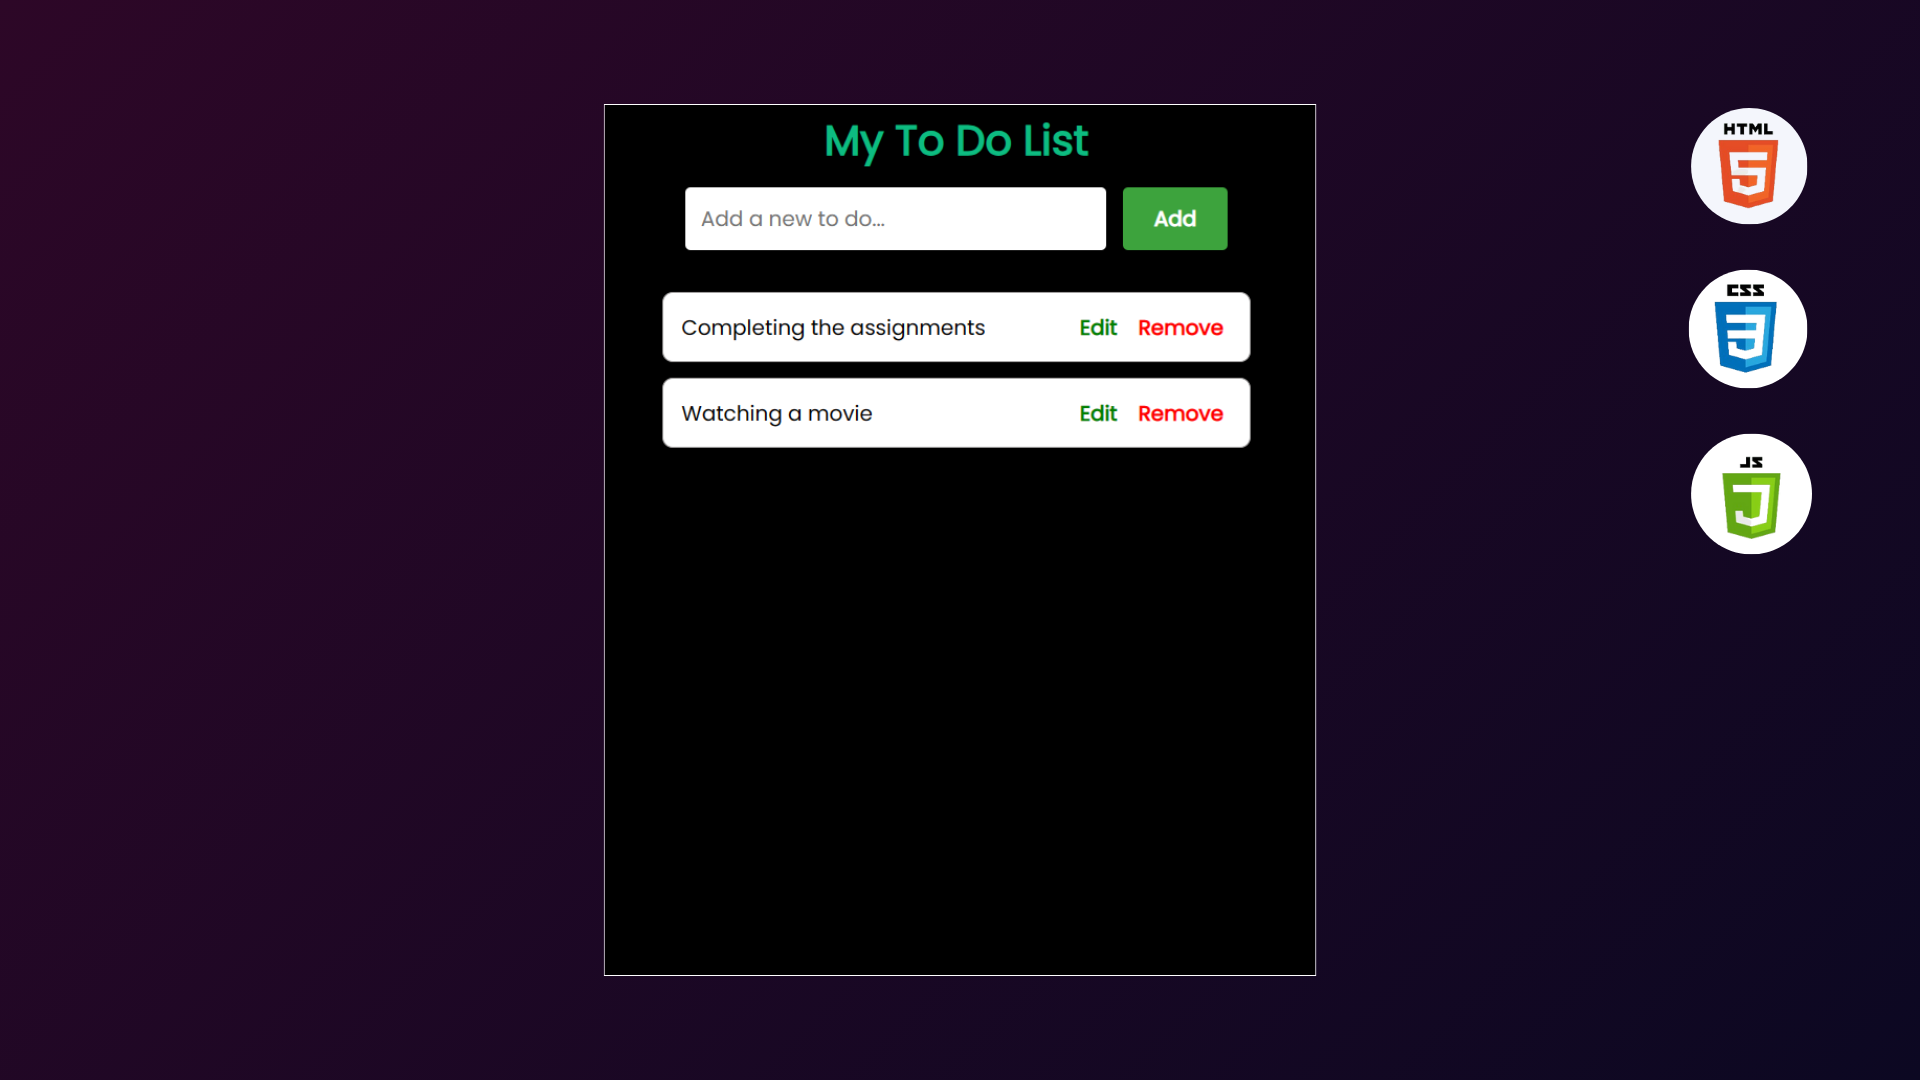 My To Do List
Add a new to do...
Add
Completing the assignments Edit Remove
Watching a movie Edit Remove
HTML
5
CSS
3
JS
J